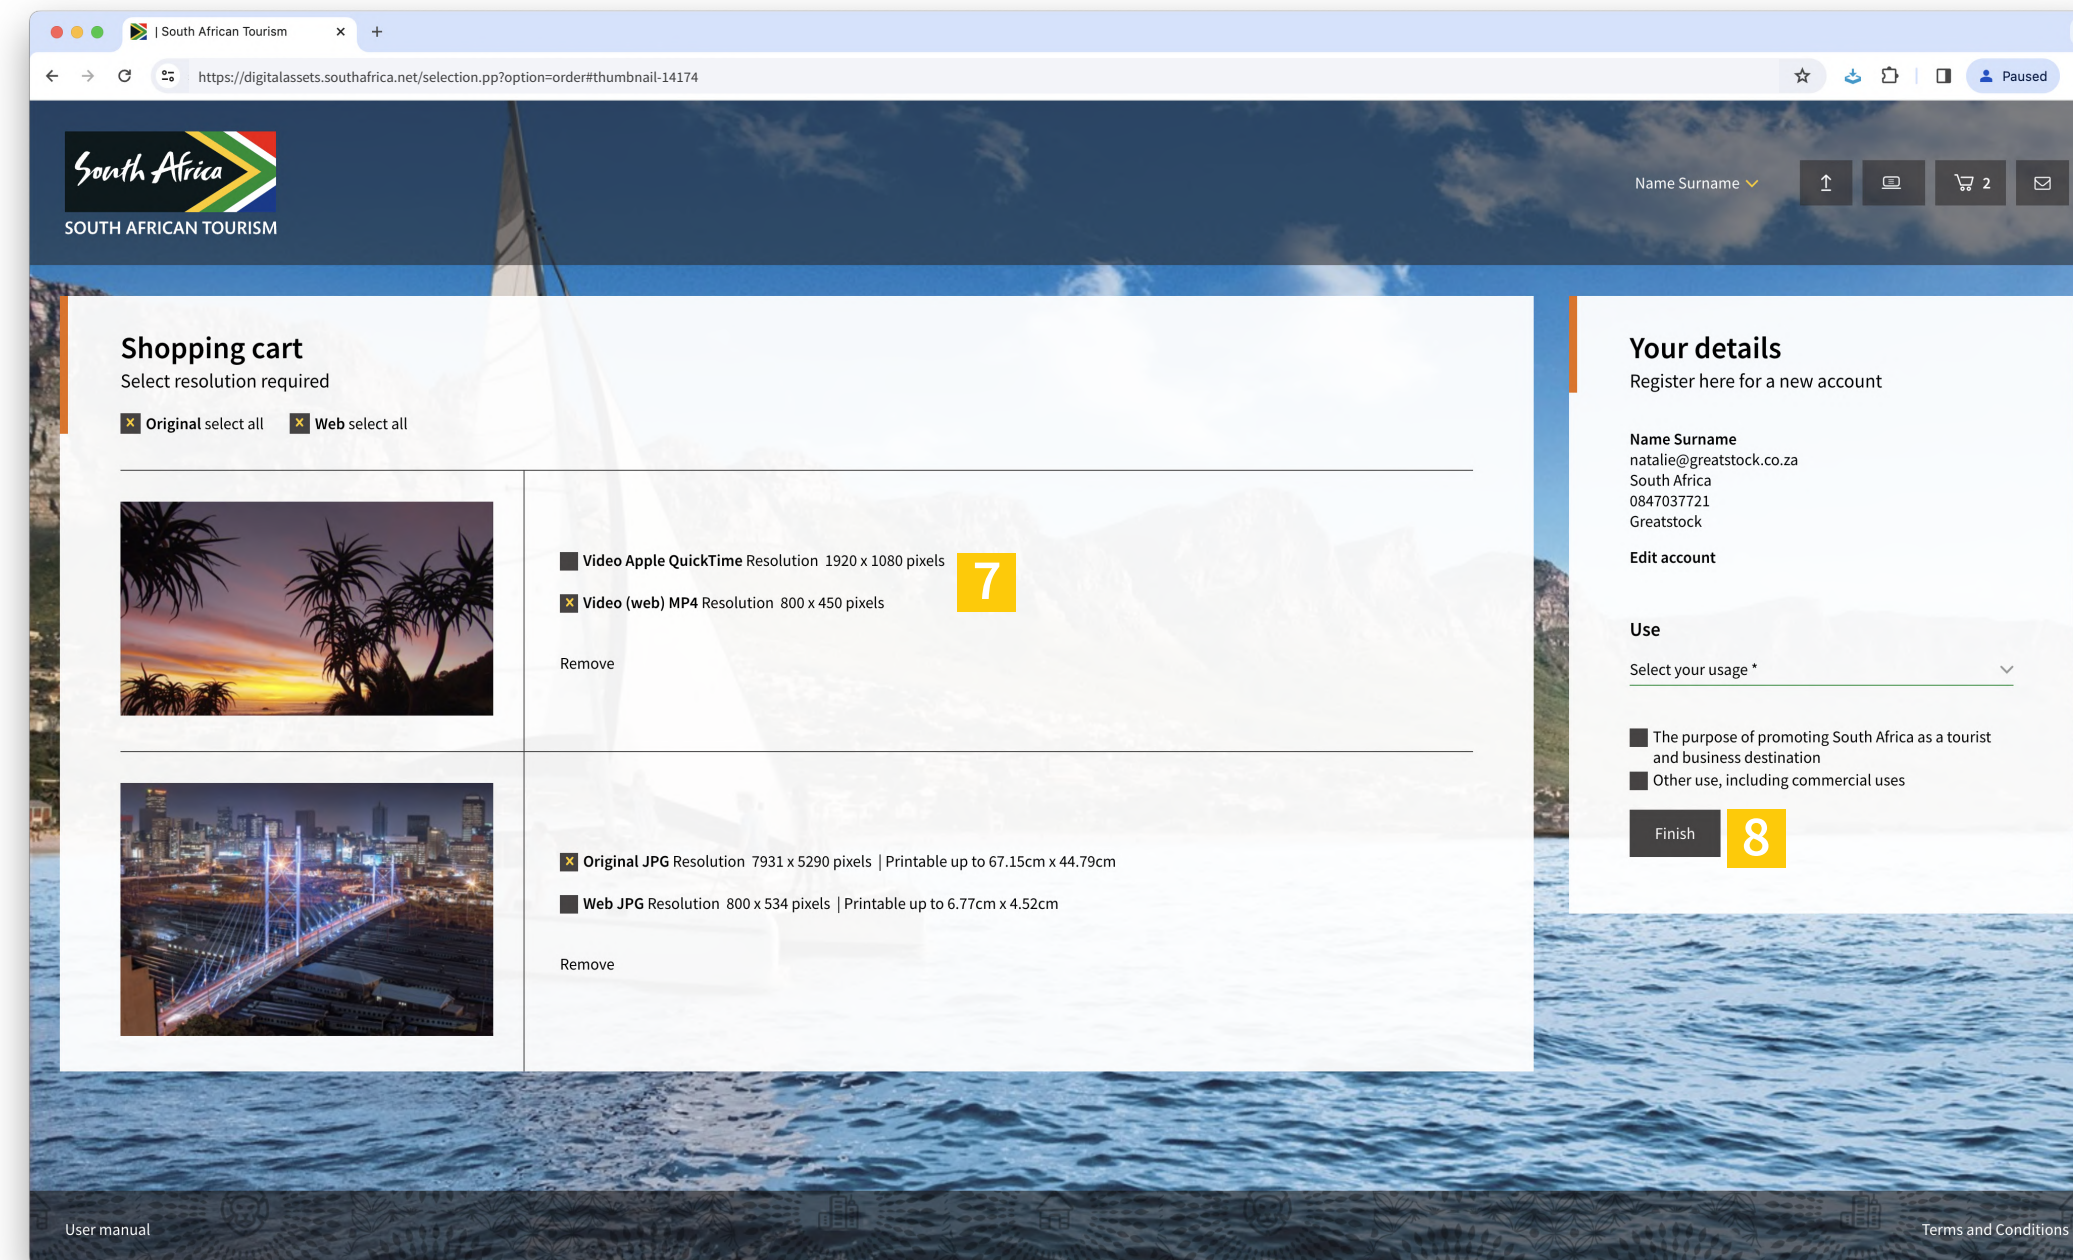 | South African Tourism
https://digitalassets.southafrica.net/selection.pp?option=order#thumbnail-14174
Paused
South Africa
SOUTH AFRICAN TOURISM
Name Surname
2
Shopping cart
Select resolution required
Original select all
Web select all
Video Apple QuickTime Resolution 1920 x 1080 pixels
7
Video (web) MP4 Resolution 800 x 450 pixels
Remove
Original JPG Resolution 7931 x 5290 pixels | Printable up to 67.15cm x 44.79cm
Web JPG Resolution 800 x 534 pixels | Printable up to 6.77cm x 4.52cm
Remove
Your details
Register here for a new account
Name Surname
natalie@greatstock.co.za
South Africa
0847037721
Greatstock
Edit account
Use
Select your usage *
The purpose of promoting South Africa as a tourist
and business destination
Other use, including commercial uses
Finish
8
User manual
Terms and Conditions